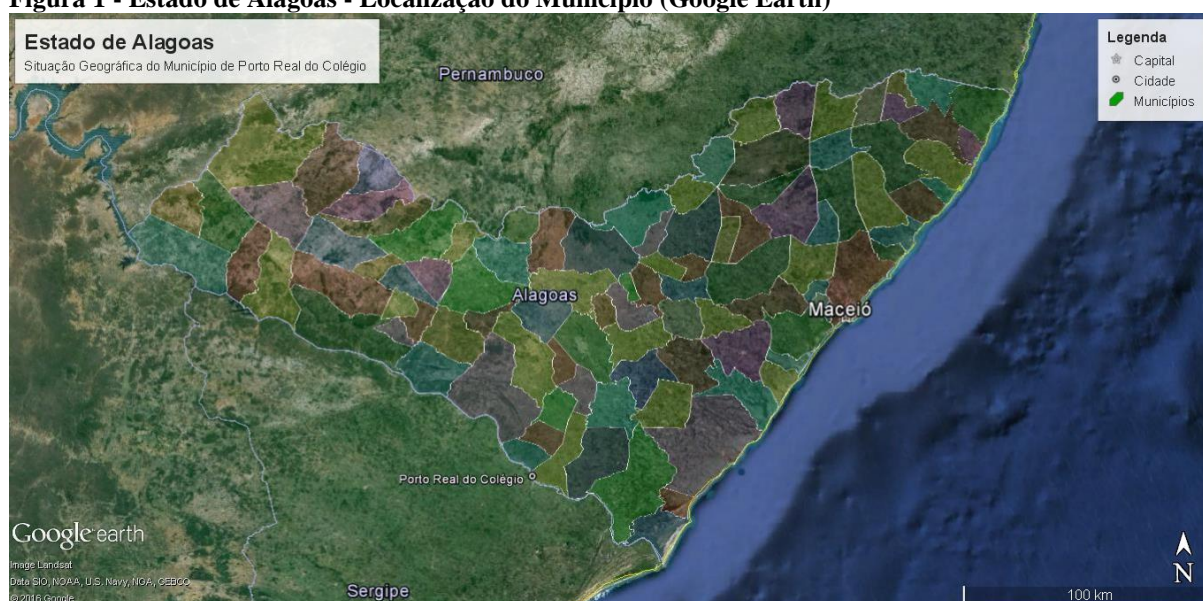 Figura 1 - Estado de Alagoas - Localização do Município (Google Earth)
Estado de Alagoas
Situação Geográfica do Município de Porto Real do Colégio
Legenda
Capital
Cidade
Municípios
Pernambuco
Alagoas
Maceió
Porto Real do Colégio
Sergipe
Google earth
Image Landsat
Data SIO, NOAA, U.S. Navy, NGA, GEBCO
© 2016 Google
N
100 km